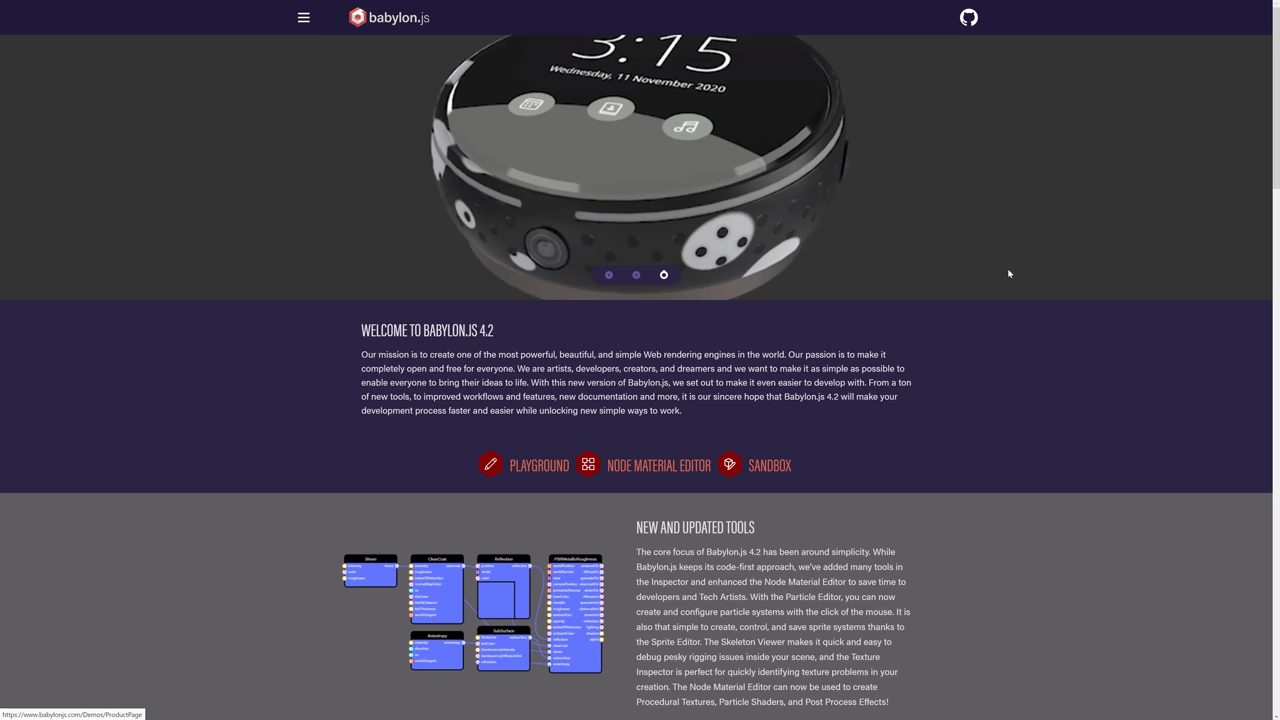 babylon.js
3:15
Wednesday, 11 November 2020
WELCOME TO BABYLON.JS 4.2
Our mission is to create one of the most powerful, beautiful, and simple Web rendering engines in the world. Our passion is to make it
completely open and free for everyone. We are artists, developers, creators, and dreamers and we want to make it as simple as possible to
enable everyone to bring their ideas to life. With this new version of Babylon.js, we set out to make it even easier to develop with. From a ton
of new tools, to improved workflows and features, new documentation and more, it is our sincere hope that Babylon.js 4.2 will make your
development process faster and easier while unlocking new simple ways to work.
PLAYGROUND NODE MATERIAL EDITOR SANDBOX
NEW AND UPDATED TOOLS
The core focus of Babylon.js 4.2 has been around simplicity. While
Babylon.js keeps its code-first approach, we've added many tools in
the Inspector and enhanced the Node Material Editor to save time to
developers and Tech Artists. With the Particle Editor, you can now
create and configure particle systems with the click of the mouse. It is
also that simple to create, control, and save sprite systems thanks to
the Sprite Editor. The Skeleton Viewer makes it quick and easy to
debug pesky rigging issues inside your scene, and the Texture
Inspector is perfect for quickly identifying texture problems in your
creation. The Node Material Editor can now be used to create
Procedural Textures, Particle Shaders, and Post Process Effects!
Sheen
intensity
color
roughness
ClearCoat
Reflection
PBRMetallicRoughness
Anisotropy
SubSurface
https://www.babylonjs.com/Demos/ProductPage